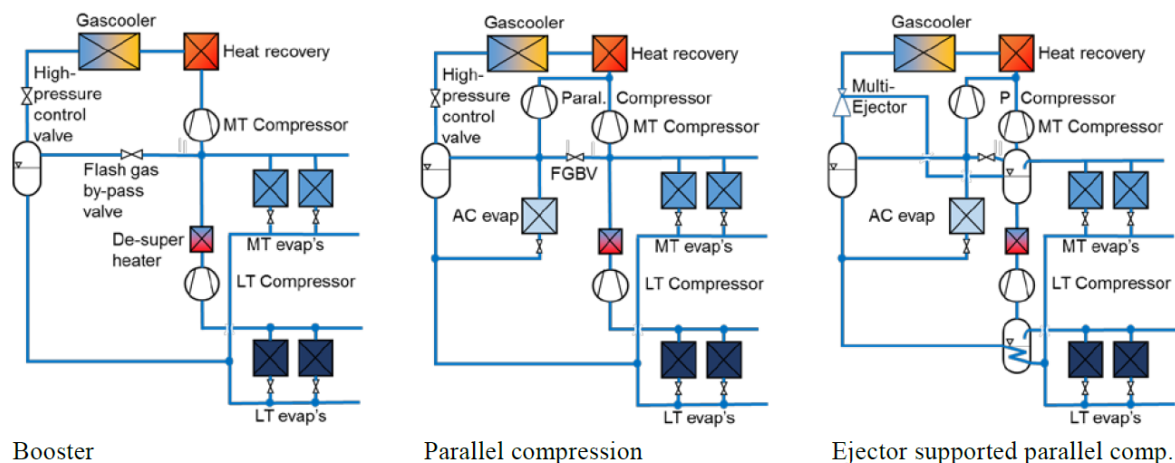 Gascooler
Heat recovery
High-
pressure
control
valve
MT Compressor
Flash gas
by-pass
valve
De-super
heater
MT evap's
LT Compressor
LT evap's
Booster
Gascooler
Heat recovery
High-
pressure
control
valve
Paral. Compressor
MT Compressor
FGBV
AC evap
MT evap's
LT Compressor
LT evap's
Parallel compression
Gascooler
Heat recovery
Multi-
Ejector
P Compressor
MT Compressor
AC evap
MT evap's
LT Compressor
LT evap's
Ejector supported parallel comp.